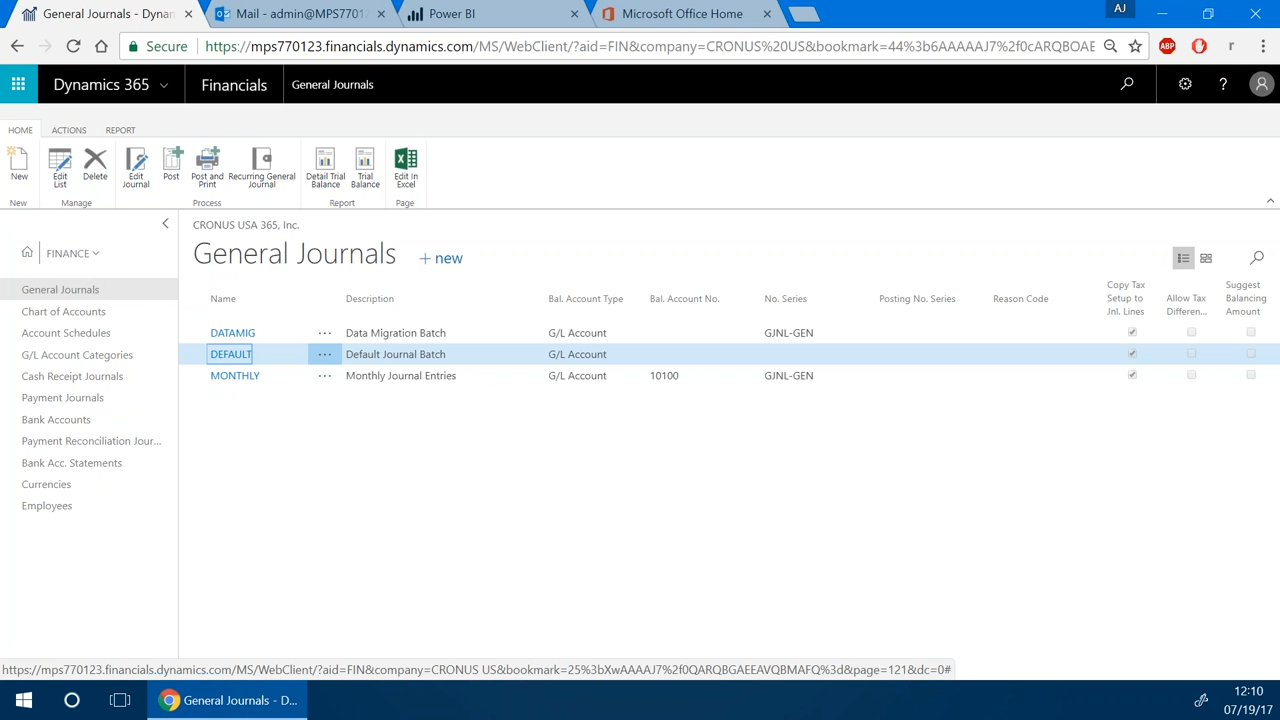 General Journals - Dynan
Mail - admin@MPS7701
Power BI
Microsoft Office Home
AJ
Secure
https://mps770123.financials.dynamics.com/MS/WebClient/?aid=FIN&company=CRONUS%20US&bookmark=44%3b6AAAAAJ7%2f0cARQBOAE
ABP
r
Dynamics 365
Financials
General Journals
?
HOME
ACTIONS
REPORT
New
Edit List
Delete
Edit Journal
Post
Post and Print
Recurring General Journal
Detail Trial Balance
Trial Balance
Edit In Excel
New
Manage
Process
Report
Page
CRONUS USA 365, Inc.
FINANCE
General Journals
+ new
General Journals
Chart of Accounts
Account Schedules
G/L Account Categories
Cash Receipt Journals
Payment Journals
Bank Accounts
Payment Reconciliation Jour...
Bank Acc. Statements
Currencies
Employees
Name
Description
Bal. Account Type
Bal. Account No.
No. Series
Posting No. Series
Reason Code
Copy Tax Setup to Jnl. Lines
Allow Tax Differen...
Suggest Balancing Amount
DATAMIG ... Data Migration Batch G/L Account GJNL-GEN
DEFAULT ... Default Journal Batch G/L Account
MONTHLY ... Monthly Journal Entries G/L Account 10100 GJNL-GEN
https://mps770123.financials.dynamics.com/MS/WebClient/?aid=FIN&company=CRONUS US&bookmark=25%3bXwAAAAJ7%2f0QARQBGAEEAVQBMAFQ%3d&page=121&dc=0#
General Journals - D...
12:10
07/19/17